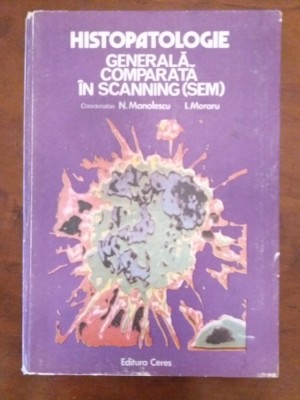 HISTOPATOLOGIE
GENERALĂ
COMPARATĂ
ÎN SCANNING (SEM)
Coordonatori N. Manolescu I. Moraru
Editura Ceres